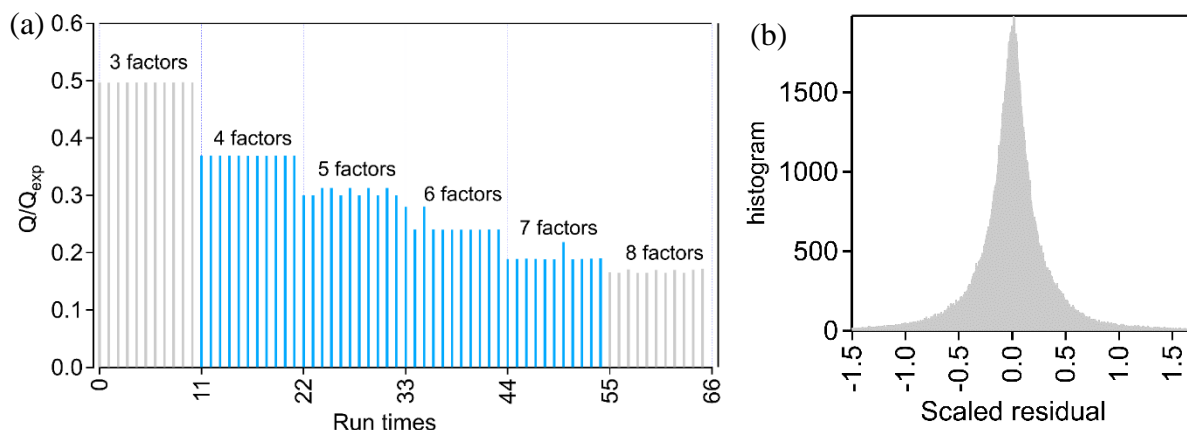 (a)
0.6
0.5
0.4
0.3
0.2
0.1
0.0
Q/Qexp
3 factors
4 factors
5 factors
6 factors
7 factors
8 factors
0 11 22 33 44 55 66
Run times
(b)
1500
1000
500
0
histogram
-1.5 -1.0 -0.5 0.0 0.5 1.0 1.5
Scaled residual